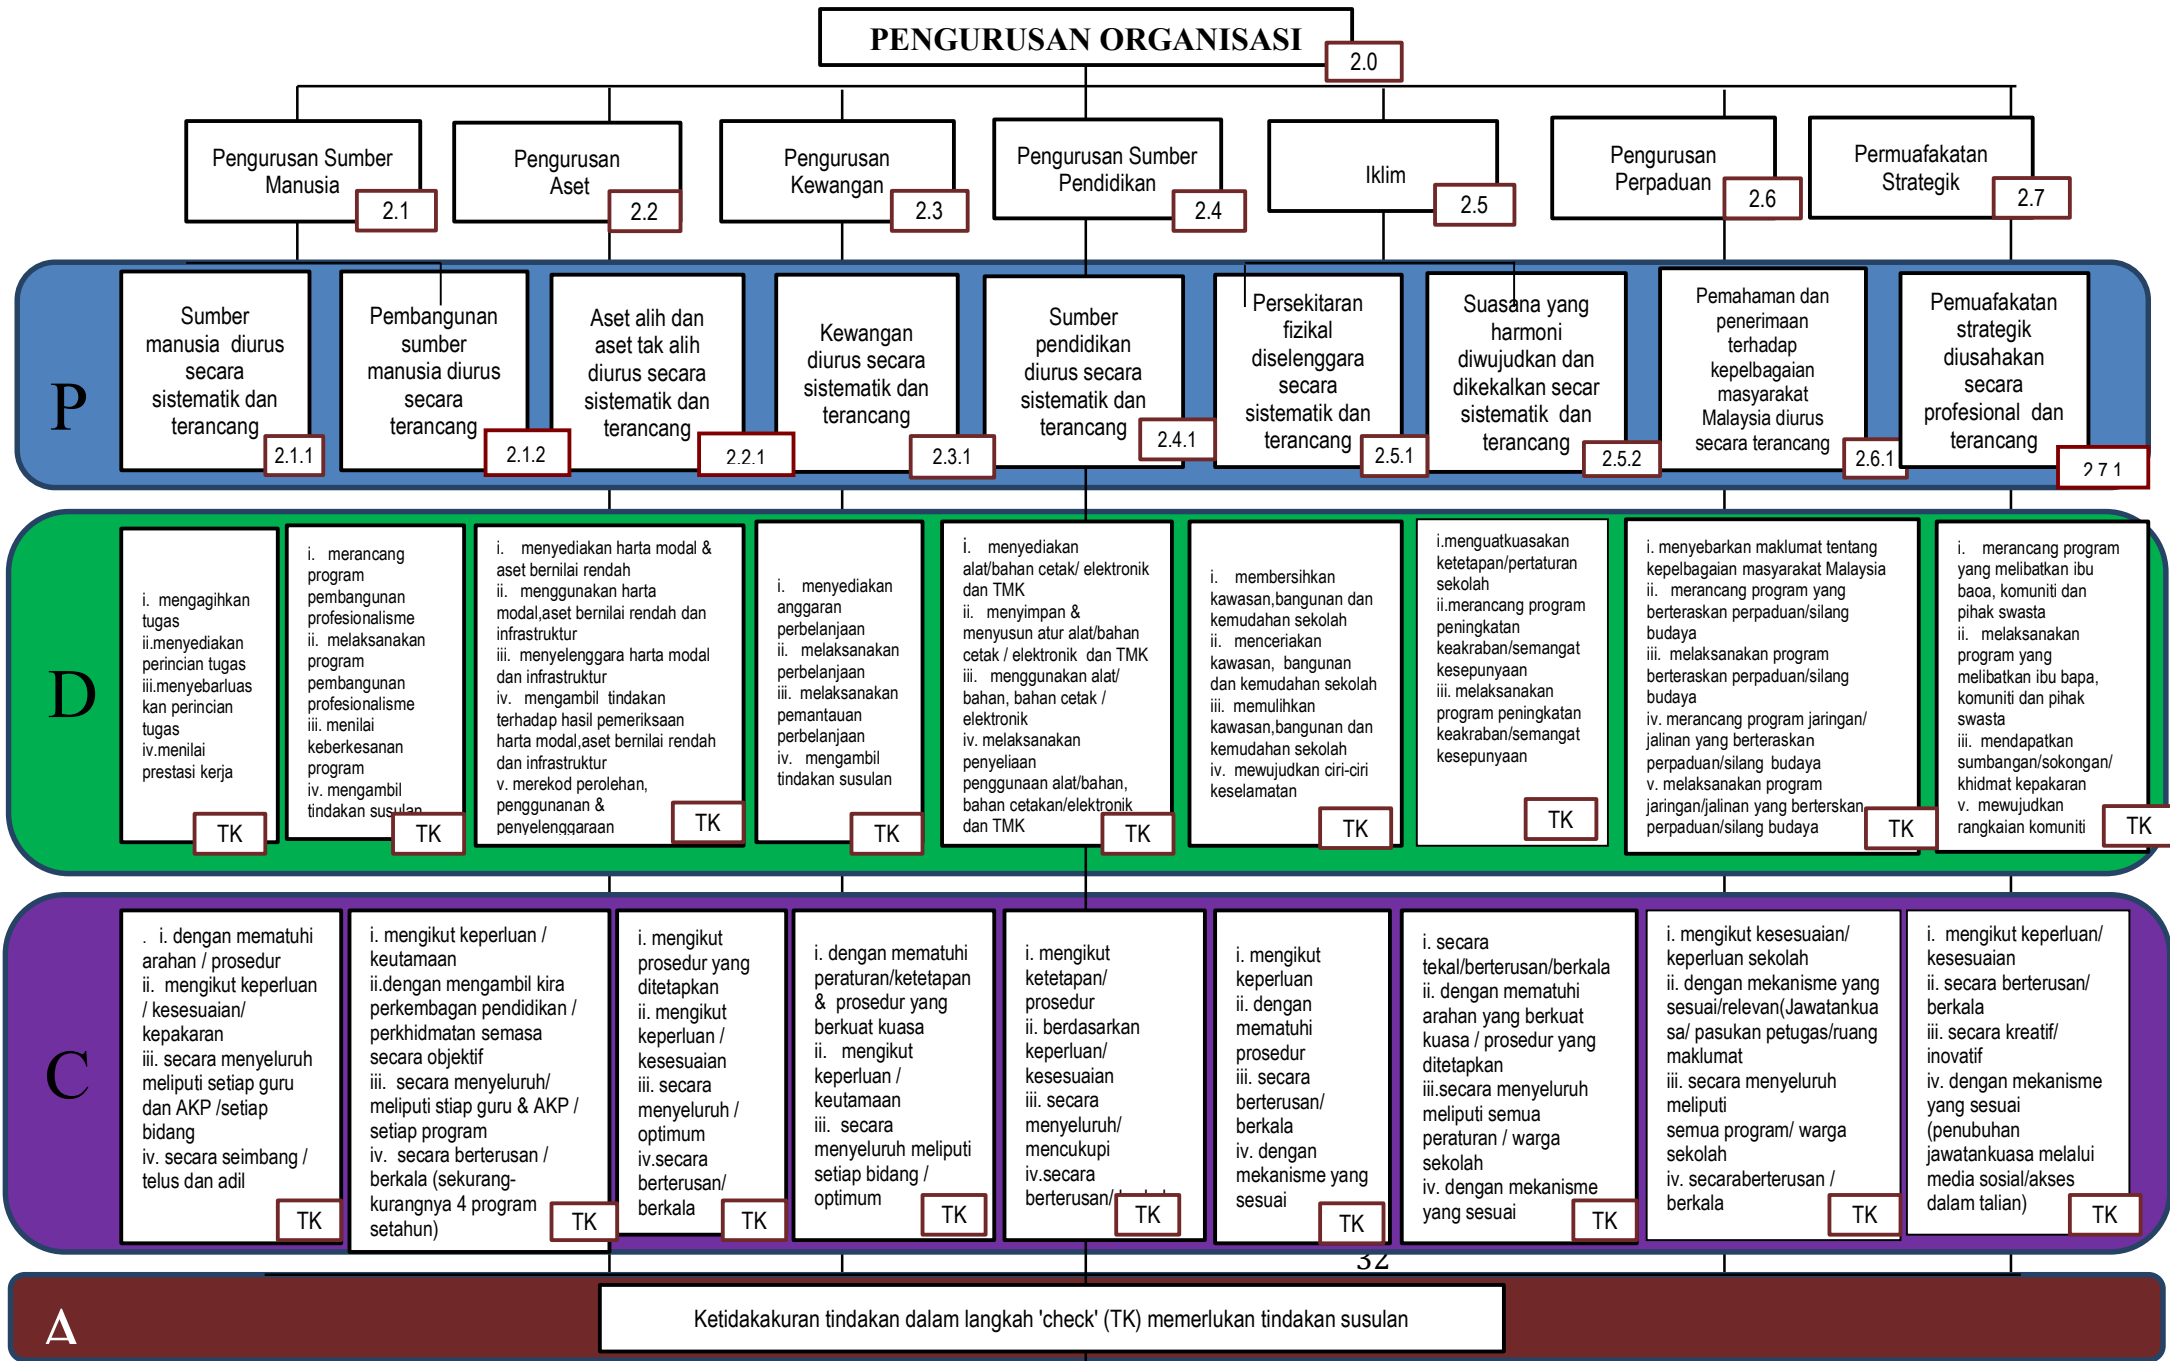 PENGURUSAN ORGANISASI
2.0
Pengurusan Sumber
Manusia
2.1
Pengurusan
Aset
2.2
Pengurusan
Kewangan
2.3
Pengurusan Sumber
Pendidikan
2.4
Iklim
2.5
Pengurusan
Perpaduan
2.6
Permuafakatan
Strategik
2.7
P
Sumber
manusia diurus
secara
sistematik dan
terancang
2.1.1
Pembangunan
sumber
manusia diurus
secara
terancang
2.1.2
Aset alih dan
aset tak alih
diurus secara
sistematik dan
terancang
2.2.1
Kewangan
diurus secara
sistematik dan
terancang
2.3.1
Sumber
pendidikan
diurus secara
sistematik dan
terancang
2.4.1
Persekitaran
fizikal
diselenggara
secara
sistematik dan
terancang
2.5.1
Suasana yang
harmoni
diwujudkan dan
dikekalkan secar
sistematik dan
terancang
2.5.2
Pemahaman dan
penerimaan
terhadap
kepelbagaian
masyarakat
Malaysia diurus
secara terancang
2.6.1
Pemuafakatan
strategik
diusahakan
secara
profesional dan
terancang
2.7.1
D
i. mengagihkan
tugas
ii.menyediakan
perincian tugas
iii.menyebarluas
kan perincian
tugas
iv.menilai
prestasi kerja
TK
i. merancang
program
pembangunan
profesionalisme
ii. melaksanakan
program
pembangunan
profesionalisme
iii. menilai
keberkesanan
program
iv. mengambil
tindakan susulan
TK
i. menyediakan harta modal &
aset bernilai rendah
ii. menggunakan harta
modal,aset bernilai rendah dan
infrastruktur
iii. menyelenggara harta modal
dan infrastruktur
iv. mengambil tindakan
terhadap hasil pemeriksaan
harta modal,aset bernilai rendah
dan infrastruktur
v. merekod perolehan,
penggunanan &
penyelenggaraan
TK
i. menyediakan
anggaran
perbelanjaan
ii. melaksanakan
perbelanjaan
iii. melaksanakan
pemantauan
perbelanjaan
iv. mengambil
tindakan susulan
TK
i. menyediakan
alat/bahan cetak/ elektronik
dan TMK
ii. menyimpan &
menyusun atur alat/bahan
cetak / elektronik dan TMK
iii. menggunakan alat/
bahan, bahan cetak /
elektronik
iv. melaksanakan
penyeliaan
penggunaan alat/bahan,
bahan cetakan/elektronik
dan TMK
TK
i. membersihkan
kawasan,bangunan dan
kemudahan sekolah
ii. menceriakan
kawasan, bangunan
dan kemudahan sekolah
iii. memulihkan
kawasan,bangunan dan
kemudahan sekolah
iv. mewujudkan ciri-ciri
keselamatan
TK
i.menguatkuasakan
ketetapan/pertaturan
sekolah
ii.merancang program
peningkatan
keakraban/semangat
kesepunyaan
iii. melaksanakan
program peningkatan
keakraban/semangat
kesepunyaan
TK
i. menyebarkan maklumat tentang
kepelbagaian masyarakat Malaysia
ii. merancang program yang
berteraskan perpaduan/silang
budaya
iii. melaksanakan program
berteraskan perpaduan/silang
budaya
iv. merancang program jaringan/
jalinan yang berteraskan
perpaduan/silang budaya
v. melaksanakan program
jaringan/jalinan yang berterskan
perpaduan/silang budaya
TK
i. merancang program
yang melibatkan ibu
baoa, komuniti dan
pihak swasta
ii. melaksanakan
program yang
melibatkan ibu bapa,
komuniti dan pihak
swasta
iii. mendapatkan
sumbangan/sokongan/
khidmat kepakaran
v. mewujudkan
rangkaian komuniti
TK
C
. i. dengan mematuhi
arahan / prosedur
ii. mengikut keperluan
/ kesesuaian/
kepakaran
iii. secara menyeluruh
meliputi setiap guru
dan AKP /setiap
bidang
iv. secara seimbang /
telus dan adil
TK
i. mengikut keperluan /
keutamaan
ii.dengan mengambil kira
perkembagan pendidikan /
perkhidmatan semasa
secara objektif
iii. secara menyeluruh/
meliputi stiap guru & AKP /
setiap program
iv. secara berterusan /
berkala (sekurang-
kurangnya 4 program
setahun)
TK
i. mengikut
prosedur yang
ditetapkan
ii. mengikut
keperluan /
kesesuaian
iii. secara
menyeluruh /
optimum
iv.secara
berterusan/
berkala
TK
i. dengan mematuhi
peraturan/ketetapan
& prosedur yang
berkuat kuasa
ii. mengikut
keperluan /
keutamaan
iii. secara
menyeluruh meliputi
setiap bidang /
optimum
TK
i. mengikut
ketetapan/
prosedur
ii. berdasarkan
keperluan/
kesesuaian
iii. secara
menyeluruh/
mencukupi
iv.secara
berterusan/
TK
i. mengikut
keperluan
ii. dengan
mematuhi
prosedur
iii. secara
berterusan/
berkala
iv. dengan
mekanisme yang
sesuai
TK
i. secara
tekal/berterusan/berkala
ii. dengan mematuhi
arahan yang berkuat
kuasa / prosedur yang
ditetapkan
iii.secara menyeluruh
meliputi semua
peraturan / warga
sekolah
iv. dengan mekanisme
yang sesuai
TK
i. mengikut kesesuaian/
keperluan sekolah
ii. dengan mekanisme yang
sesuai/relevan(Jawatankua
sa/ pasukan petugas/ruang
maklumat
iii. secara menyeluruh
meliputi
semua program/ warga
sekolah
iv. secaraberterusan /
berkala
TK
i. mengikut keperluan/
kesesuaian
ii. secara berterusan/
berkala
iii. secara kreatif/
inovatif
iv. dengan mekanisme
yang sesuai
(penubuhan
jawatankuasa melalui
media sosial/akses
dalam talian)
TK
32
A
Ketidakakuran tindakan dalam langkah 'check' (TK) memerlukan tindakan susulan